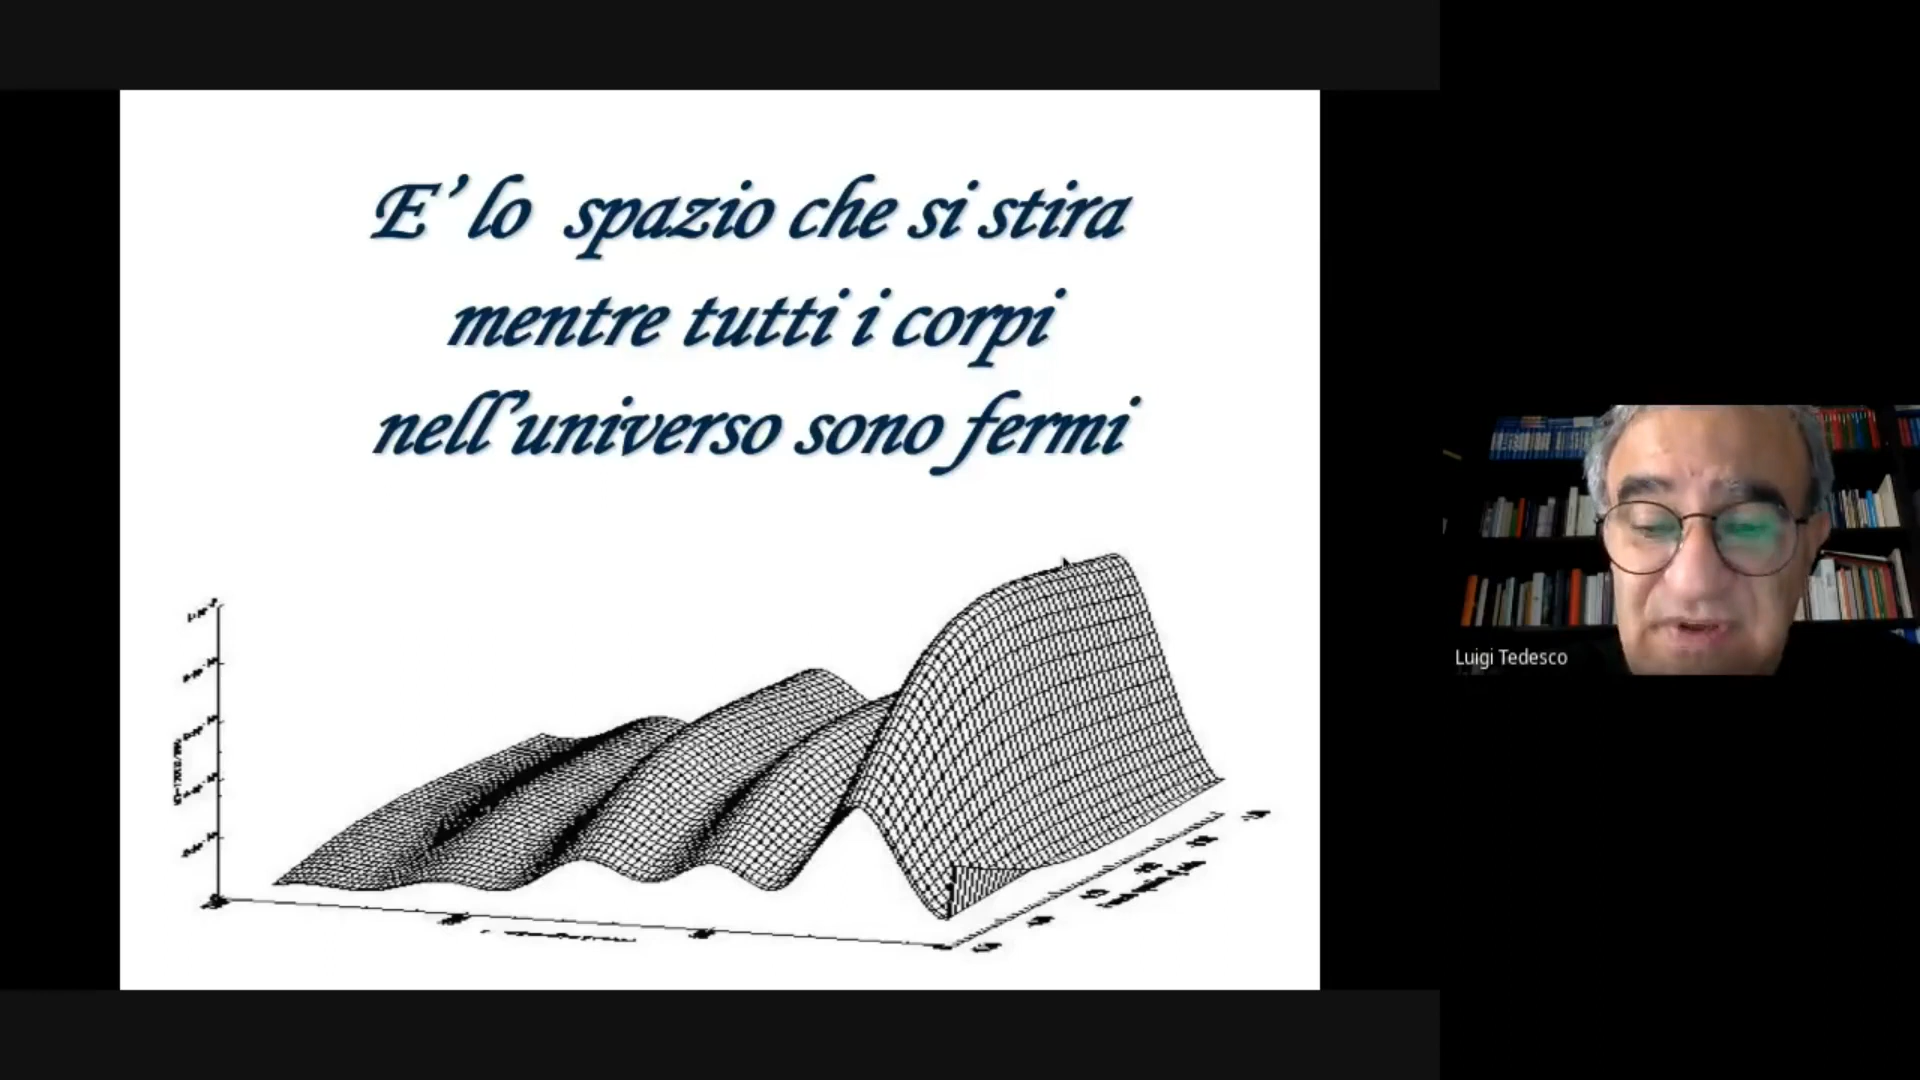 E' lo spazio che si stira
mentre tutti i corpi
nell'universo sono fermi
Luigi Tedesco